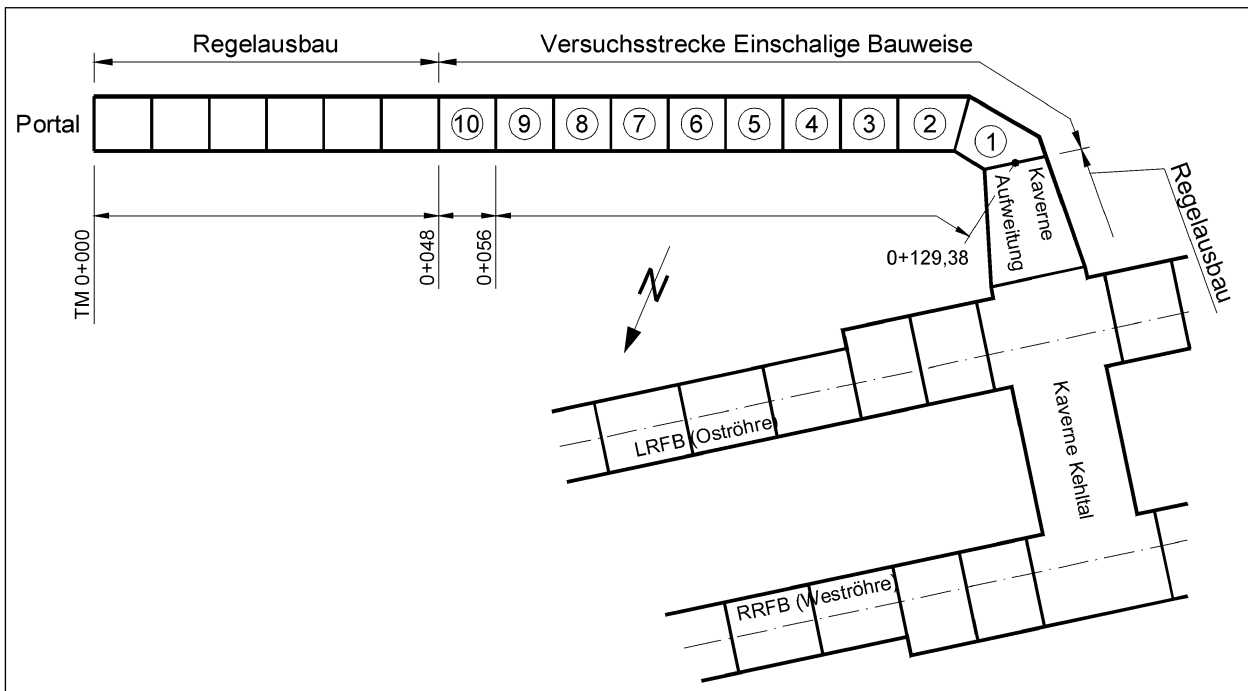 Regelausbau
Versuchsstrecke Einschalige Bauweise
Portal
10
9
8
7
6
5
4
3
2
1
Kaverne
Aufweitung
Regelausbau
TM 0+000
0+048
0+056
0+129,38
N
LRFB (Oströhre)
Kaverne Kehltal
RRFB (Weströhre)